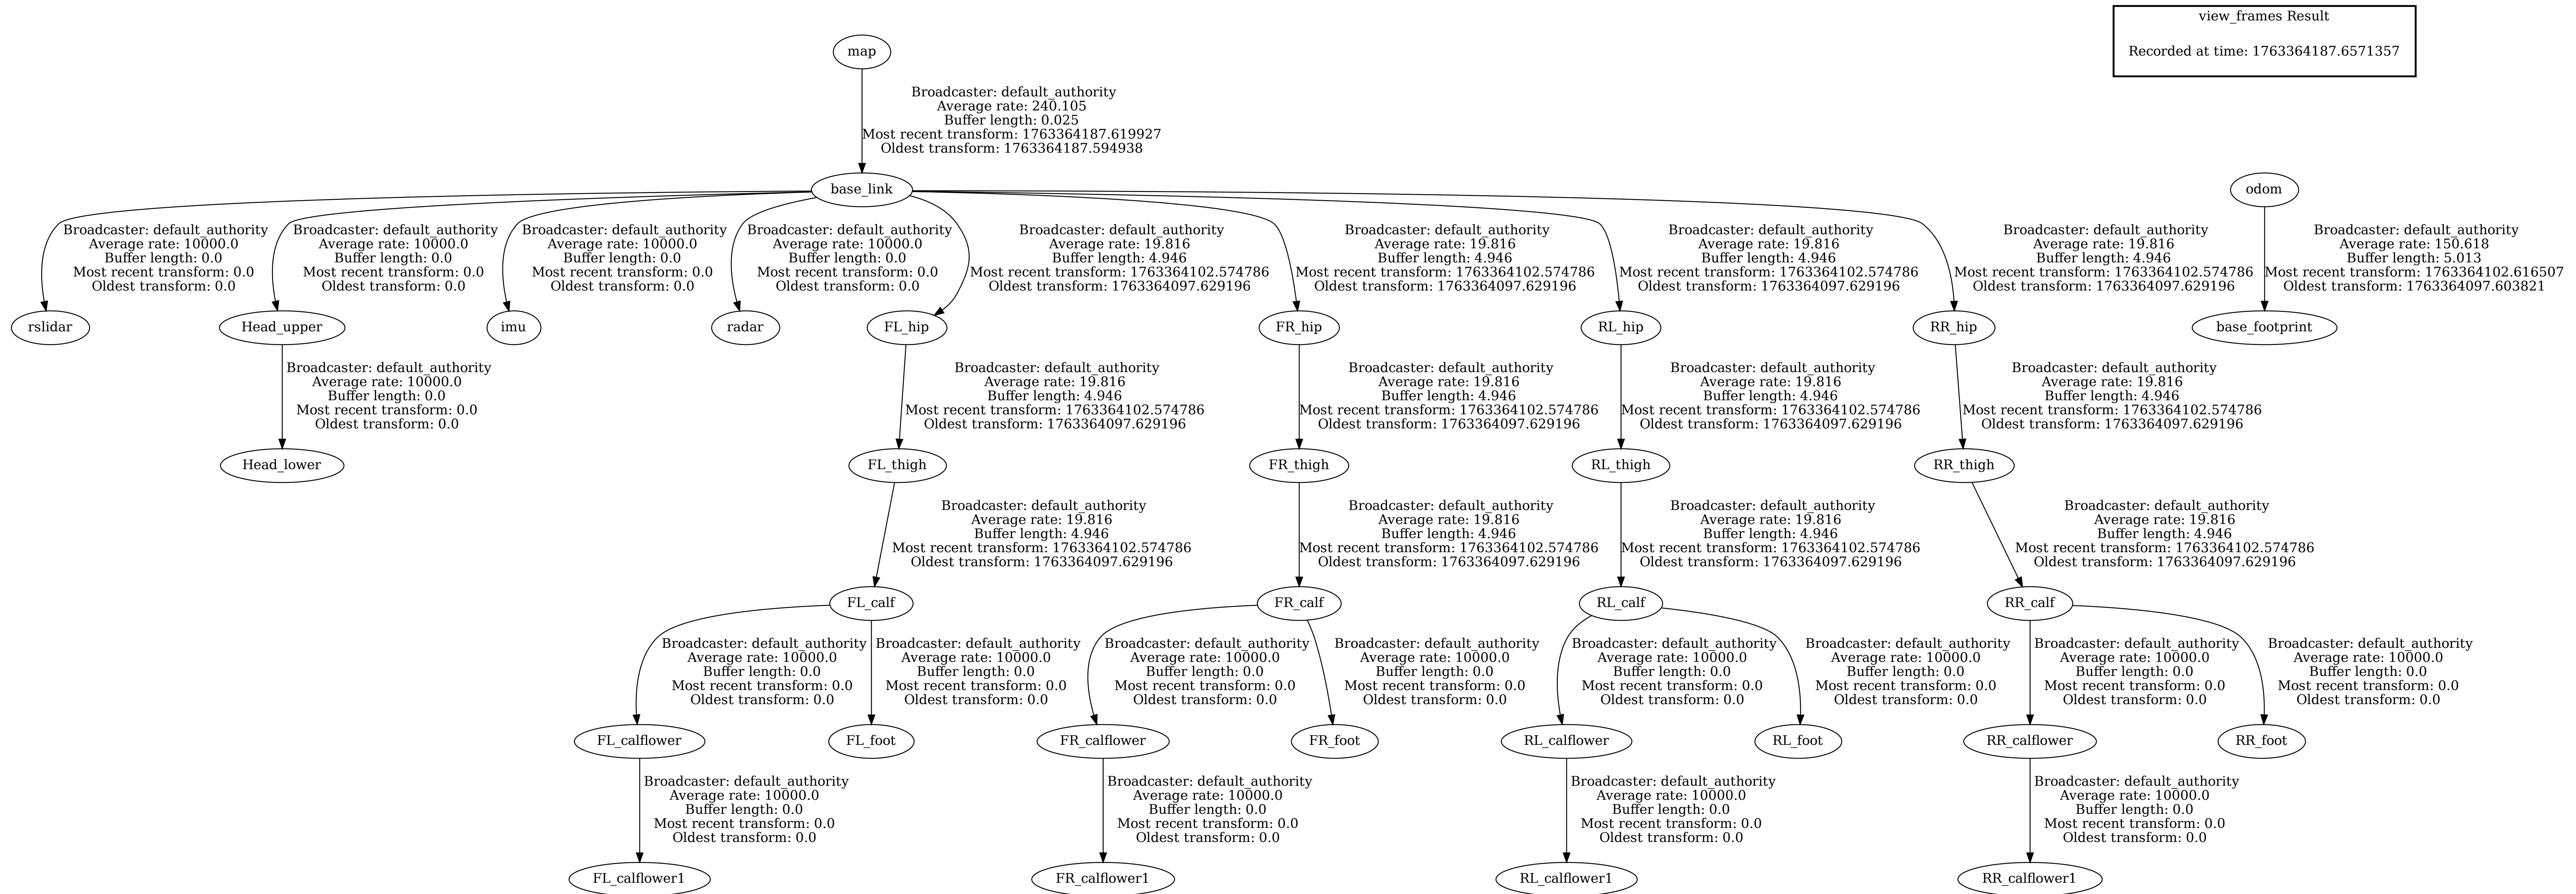 view_frames Result
Recorded at time: 1763364187.6571357
map
Broadcaster: default_authority
Average rate: 240.105
Buffer length: 0.025
Most recent transform: 1763364187.619927
Oldest transform: 1763364187.594938
base_link
odom
Broadcaster: default_authority
Average rate: 10000.0
Buffer length: 0.0
Most recent transform: 0.0
Oldest transform: 0.0
Broadcaster: default_authority
Average rate: 10000.0
Buffer length: 0.0
Most recent transform: 0.0
Oldest transform: 0.0
Broadcaster: default_authority
Average rate: 10000.0
Buffer length: 0.0
Most recent transform: 0.0
Oldest transform: 0.0
Broadcaster: default_authority
Average rate: 10000.0
Buffer length: 0.0
Most recent transform: 0.0
Oldest transform: 0.0
Broadcaster: default_authority
Average rate: 19.816
Buffer length: 4.946
Most recent transform: 1763364102.574786
Oldest transform: 1763364097.629196
Broadcaster: default_authority
Average rate: 19.816
Buffer length: 4.946
Most recent transform: 1763364102.574786
Oldest transform: 1763364097.629196
Broadcaster: default_authority
Average rate: 19.816
Buffer length: 4.946
Most recent transform: 1763364102.574786
Oldest transform: 1763364097.629196
Broadcaster: default_authority
Average rate: 19.816
Buffer length: 4.946
Most recent transform: 1763364102.574786
Oldest transform: 1763364097.629196
Broadcaster: default_authority
Average rate: 150.618
Buffer length: 5.013
Most recent transform: 1763364102.616507
Oldest transform: 1763364097.603821
rslidar
Head_upper
imu
radar
FL_hip
FR_hip
RL_hip
RR_hip
base_footprint
Broadcaster: default_authority
Average rate: 10000.0
Buffer length: 0.0
Most recent transform: 0.0
Oldest transform: 0.0
Broadcaster: default_authority
Average rate: 19.816
Buffer length: 4.946
Most recent transform: 1763364102.574786
Oldest transform: 1763364097.629196
Broadcaster: default_authority
Average rate: 19.816
Buffer length: 4.946
Most recent transform: 1763364102.574786
Oldest transform: 1763364097.629196
Broadcaster: default_authority
Average rate: 19.816
Buffer length: 4.946
Most recent transform: 1763364102.574786
Oldest transform: 1763364097.629196
Broadcaster: default_authority
Average rate: 19.816
Buffer length: 4.946
Most recent transform: 1763364102.574786
Oldest transform: 1763364097.629196
Head_lower
FL_thigh
FR_thigh
RL_thigh
RR_thigh
Broadcaster: default_authority
Average rate: 19.816
Buffer length: 4.946
Most recent transform: 1763364102.574786
Oldest transform: 1763364097.629196
Broadcaster: default_authority
Average rate: 19.816
Buffer length: 4.946
Most recent transform: 1763364102.574786
Oldest transform: 1763364097.629196
Broadcaster: default_authority
Average rate: 19.816
Buffer length: 4.946
Most recent transform: 1763364102.574786
Oldest transform: 1763364097.629196
Broadcaster: default_authority
Average rate: 19.816
Buffer length: 4.946
Most recent transform: 1763364102.574786
Oldest transform: 1763364097.629196
FL_calf
FR_calf
RL_calf
RR_calf
Broadcaster: default_authority
Average rate: 10000.0
Buffer length: 0.0
Most recent transform: 0.0
Oldest transform: 0.0
Broadcaster: default_authority
Average rate: 10000.0
Buffer length: 0.0
Most recent transform: 0.0
Oldest transform: 0.0
Broadcaster: default_authority
Average rate: 10000.0
Buffer length: 0.0
Most recent transform: 0.0
Oldest transform: 0.0
Broadcaster: default_authority
Average rate: 10000.0
Buffer length: 0.0
Most recent transform: 0.0
Oldest transform: 0.0
Broadcaster: default_authority
Average rate: 10000.0
Buffer length: 0.0
Most recent transform: 0.0
Oldest transform: 0.0
Broadcaster: default_authority
Average rate: 10000.0
Buffer length: 0.0
Most recent transform: 0.0
Oldest transform: 0.0
Broadcaster: default_authority
Average rate: 10000.0
Buffer length: 0.0
Most recent transform: 0.0
Oldest transform: 0.0
Broadcaster: default_authority
Average rate: 10000.0
Buffer length: 0.0
Most recent transform: 0.0
Oldest transform: 0.0
FL_calflower
FL_foot
FR_calflower
FR_foot
RL_calflower
RL_foot
RR_calflower
RR_foot
Broadcaster: default_authority
Average rate: 10000.0
Buffer length: 0.0
Most recent transform: 0.0
Oldest transform: 0.0
Broadcaster: default_authority
Average rate: 10000.0
Buffer length: 0.0
Most recent transform: 0.0
Oldest transform: 0.0
Broadcaster: default_authority
Average rate: 10000.0
Buffer length: 0.0
Most recent transform: 0.0
Oldest transform: 0.0
Broadcaster: default_authority
Average rate: 10000.0
Buffer length: 0.0
Most recent transform: 0.0
Oldest transform: 0.0
FL_calflower1
FR_calflower1
RL_calflower1
RR_calflower1